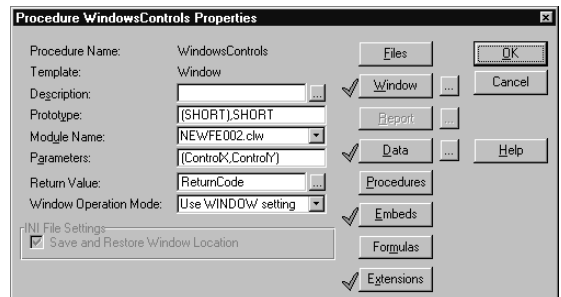 Procedure WindowsControls Properties
Procedure Name: WindowsControls
Template: Window
Description: ...
Prototype: (SHORT),SHORT
Module Name: NEWFE002.clw
Parameters: (ControlX,ControlY)
Return Value: ReturnCode ...
Window Operation Mode: Use WINDOW setting
INI File Settings
Save and Restore Window Location
Files
Window ...
Report ...
Data ...
Procedures
Embeds
Formulas
Extensions
OK
Cancel
Help